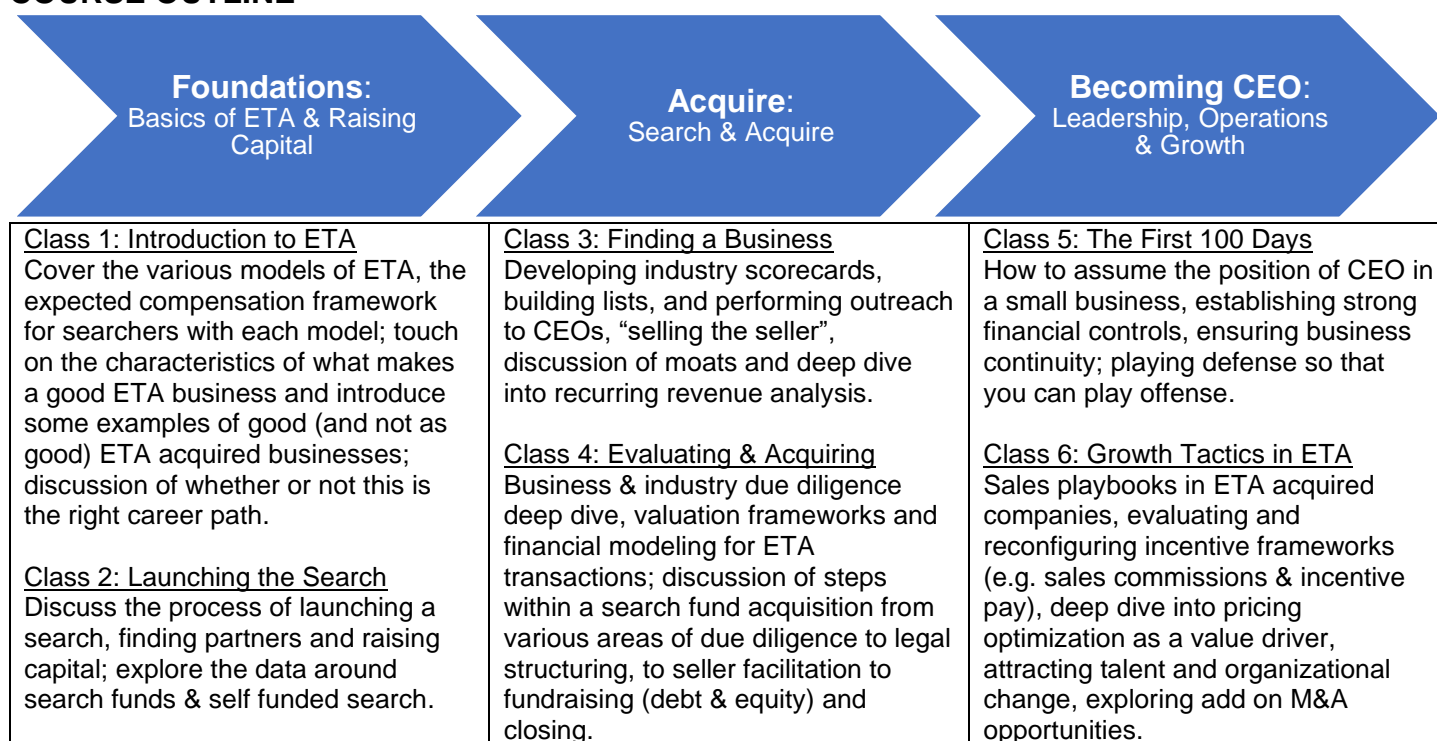 COURSE OUTLINE
Foundations:
Basics of ETA & Raising
Capital
Acquire:
Search & Acquire
Becoming CEO:
Leadership, Operations
& Growth
Class 1: Introduction to ETA
Cover the various models of ETA, the
expected compensation framework
for searchers with each model; touch
on the characteristics of what makes
a good ETA business and introduce
some examples of good (and not as
good) ETA acquired businesses;
discussion of whether or not this is
the right career path.
Class 2: Launching the Search
Discuss the process of launching a
search, finding partners and raising
capital; explore the data around
search funds & self funded search.
Class 3: Finding a Business
Developing industry scorecards,
building lists, and performing outreach
to CEOs, “selling the seller”,
discussion of moats and deep dive
into recurring revenue analysis.
Class 4: Evaluating & Acquiring
Business & industry due diligence
deep dive, valuation frameworks and
financial modeling for ETA
transactions; discussion of steps
within a search fund acquisition from
various areas of due diligence to legal
structuring, to seller facilitation to
fundraising (debt & equity) and
closing.
Class 5: The First 100 Days
How to assume the position of CEO in
a small business, establishing strong
financial controls, ensuring business
continuity; playing defense so that
you can play offense.
Class 6: Growth Tactics in ETA
Sales playbooks in ETA acquired
companies, evaluating and
reconfiguring incentive frameworks
(e.g. sales commissions & incentive
pay), deep dive into pricing
optimization as a value driver,
attracting talent and organizational
change, exploring add on M&A
opportunities.